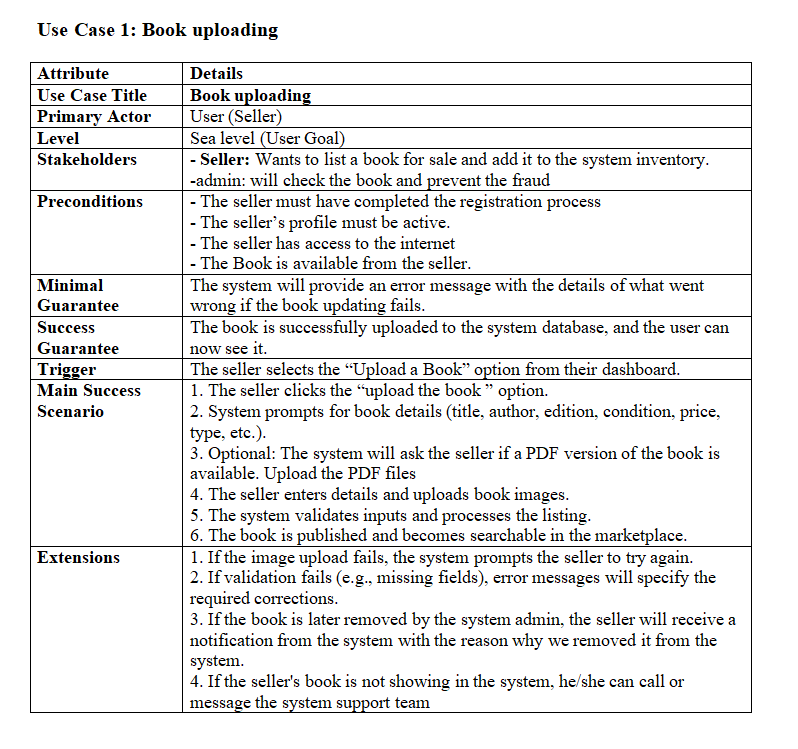 Use Case 1: Book uploading
Attribute Details
Use Case Title Book uploading
Primary Actor User (Seller)
Level Sea level (User Goal)
Stakeholders - Seller: Wants to list a book for sale and add it to the system inventory.
-admin: will check the book and prevent the fraud
Preconditions - The seller must have completed the registration process
- The seller’s profile must be active.
- The seller has access to the internet
- The Book is available from the seller.
Minimal The system will provide an error message with the details of what went
Guarantee wrong if the book updating fails.
Success The book is successfully uploaded to the system database, and the user can
Guarantee now see it.
Trigger The seller selects the “Upload a Book” option from their dashboard.
Main Success 1. The seller clicks the “upload the book ” option.
Scenario 2. System prompts for book details (title, author, edition, condition, price,
type, etc.).
3. Optional: The system will ask the seller if a PDF version of the book is
available. Upload the PDF files
4. The seller enters details and uploads book images.
5. The system validates inputs and processes the listing.
6. The book is published and becomes searchable in the marketplace.
Extensions 1. If the image upload fails, the system prompts the seller to try again.
2. If validation fails (e.g., missing fields), error messages will specify the
required corrections.
3. If the book is later removed by the system admin, the seller will receive a
notification from the system with the reason why we removed it from the
system.
4. If the seller's book is not showing in the system, he/she can call or
message the system support team